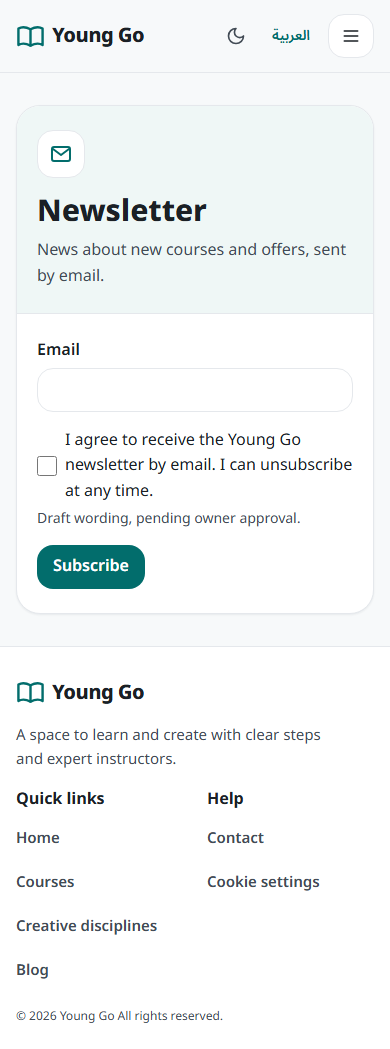 Young Go
العربية
Newsletter
News about new courses and offers, sent
by email.
Email
I agree to receive the Young Go
newsletter by email. I can unsubscribe
at any time.
Draft wording, pending owner approval.
Subscribe
Young Go
A space to learn and create with clear steps
and expert instructors.
Quick links
Help
Home
Contact
Courses
Cookie settings
Creative disciplines
Blog
© 2026 Young Go All rights reserved.